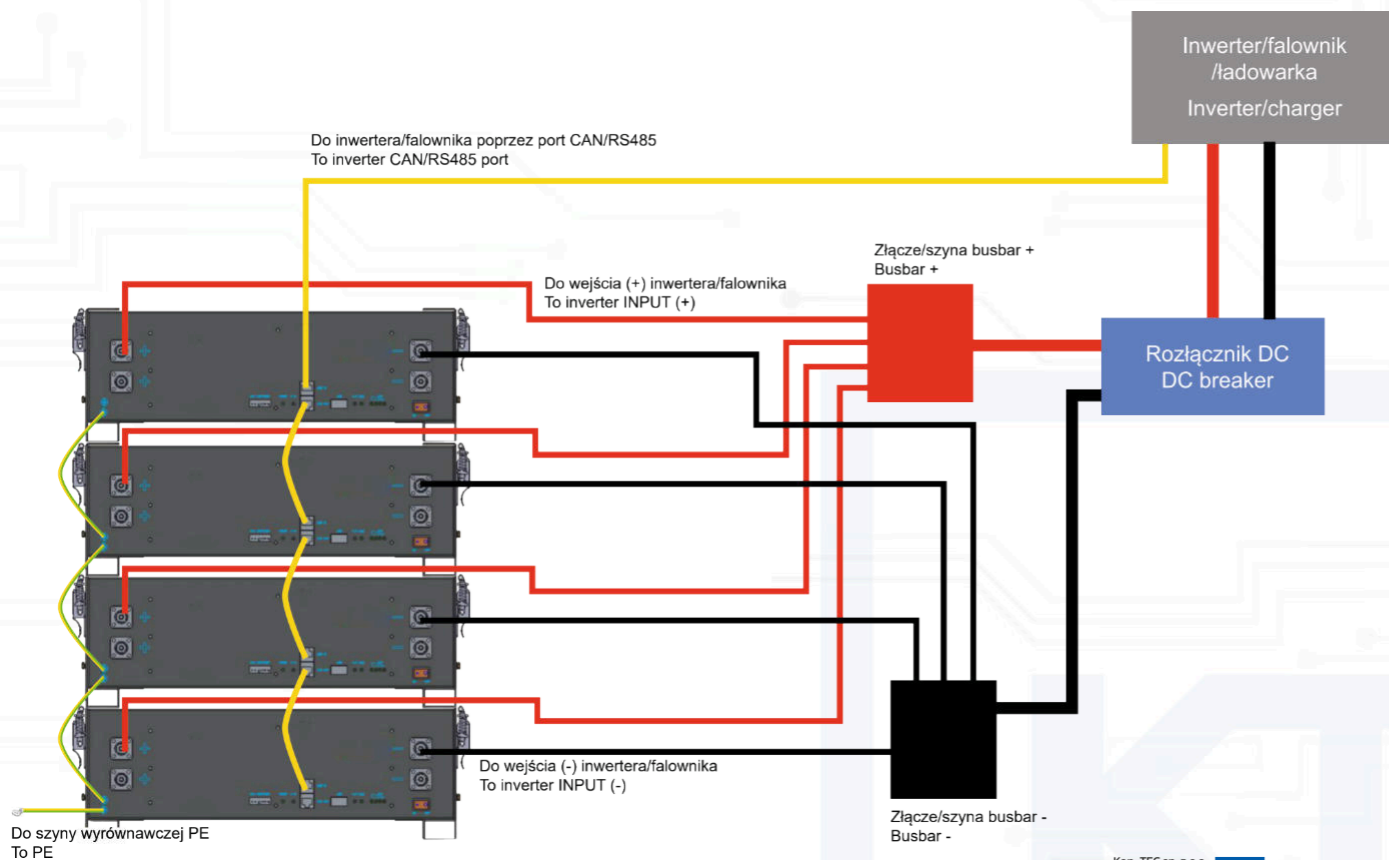 Inwerter/falownik
/ładowarka
Inverter/charger
Do inwertera/falownika poprzez port CAN/RS485
To inverter CAN/RS485 port
Złącze/szyna busbar +
Busbar +
Do wejścia (+) inwertera/falownika
To inverter INPUT (+)
Rozłącznik DC
DC breaker
Do wejścia (-) inwertera/falownika
To inverter INPUT (-)
Złącze/szyna busbar -
Busbar -
Do szyny wyrównawczej PE
To PE